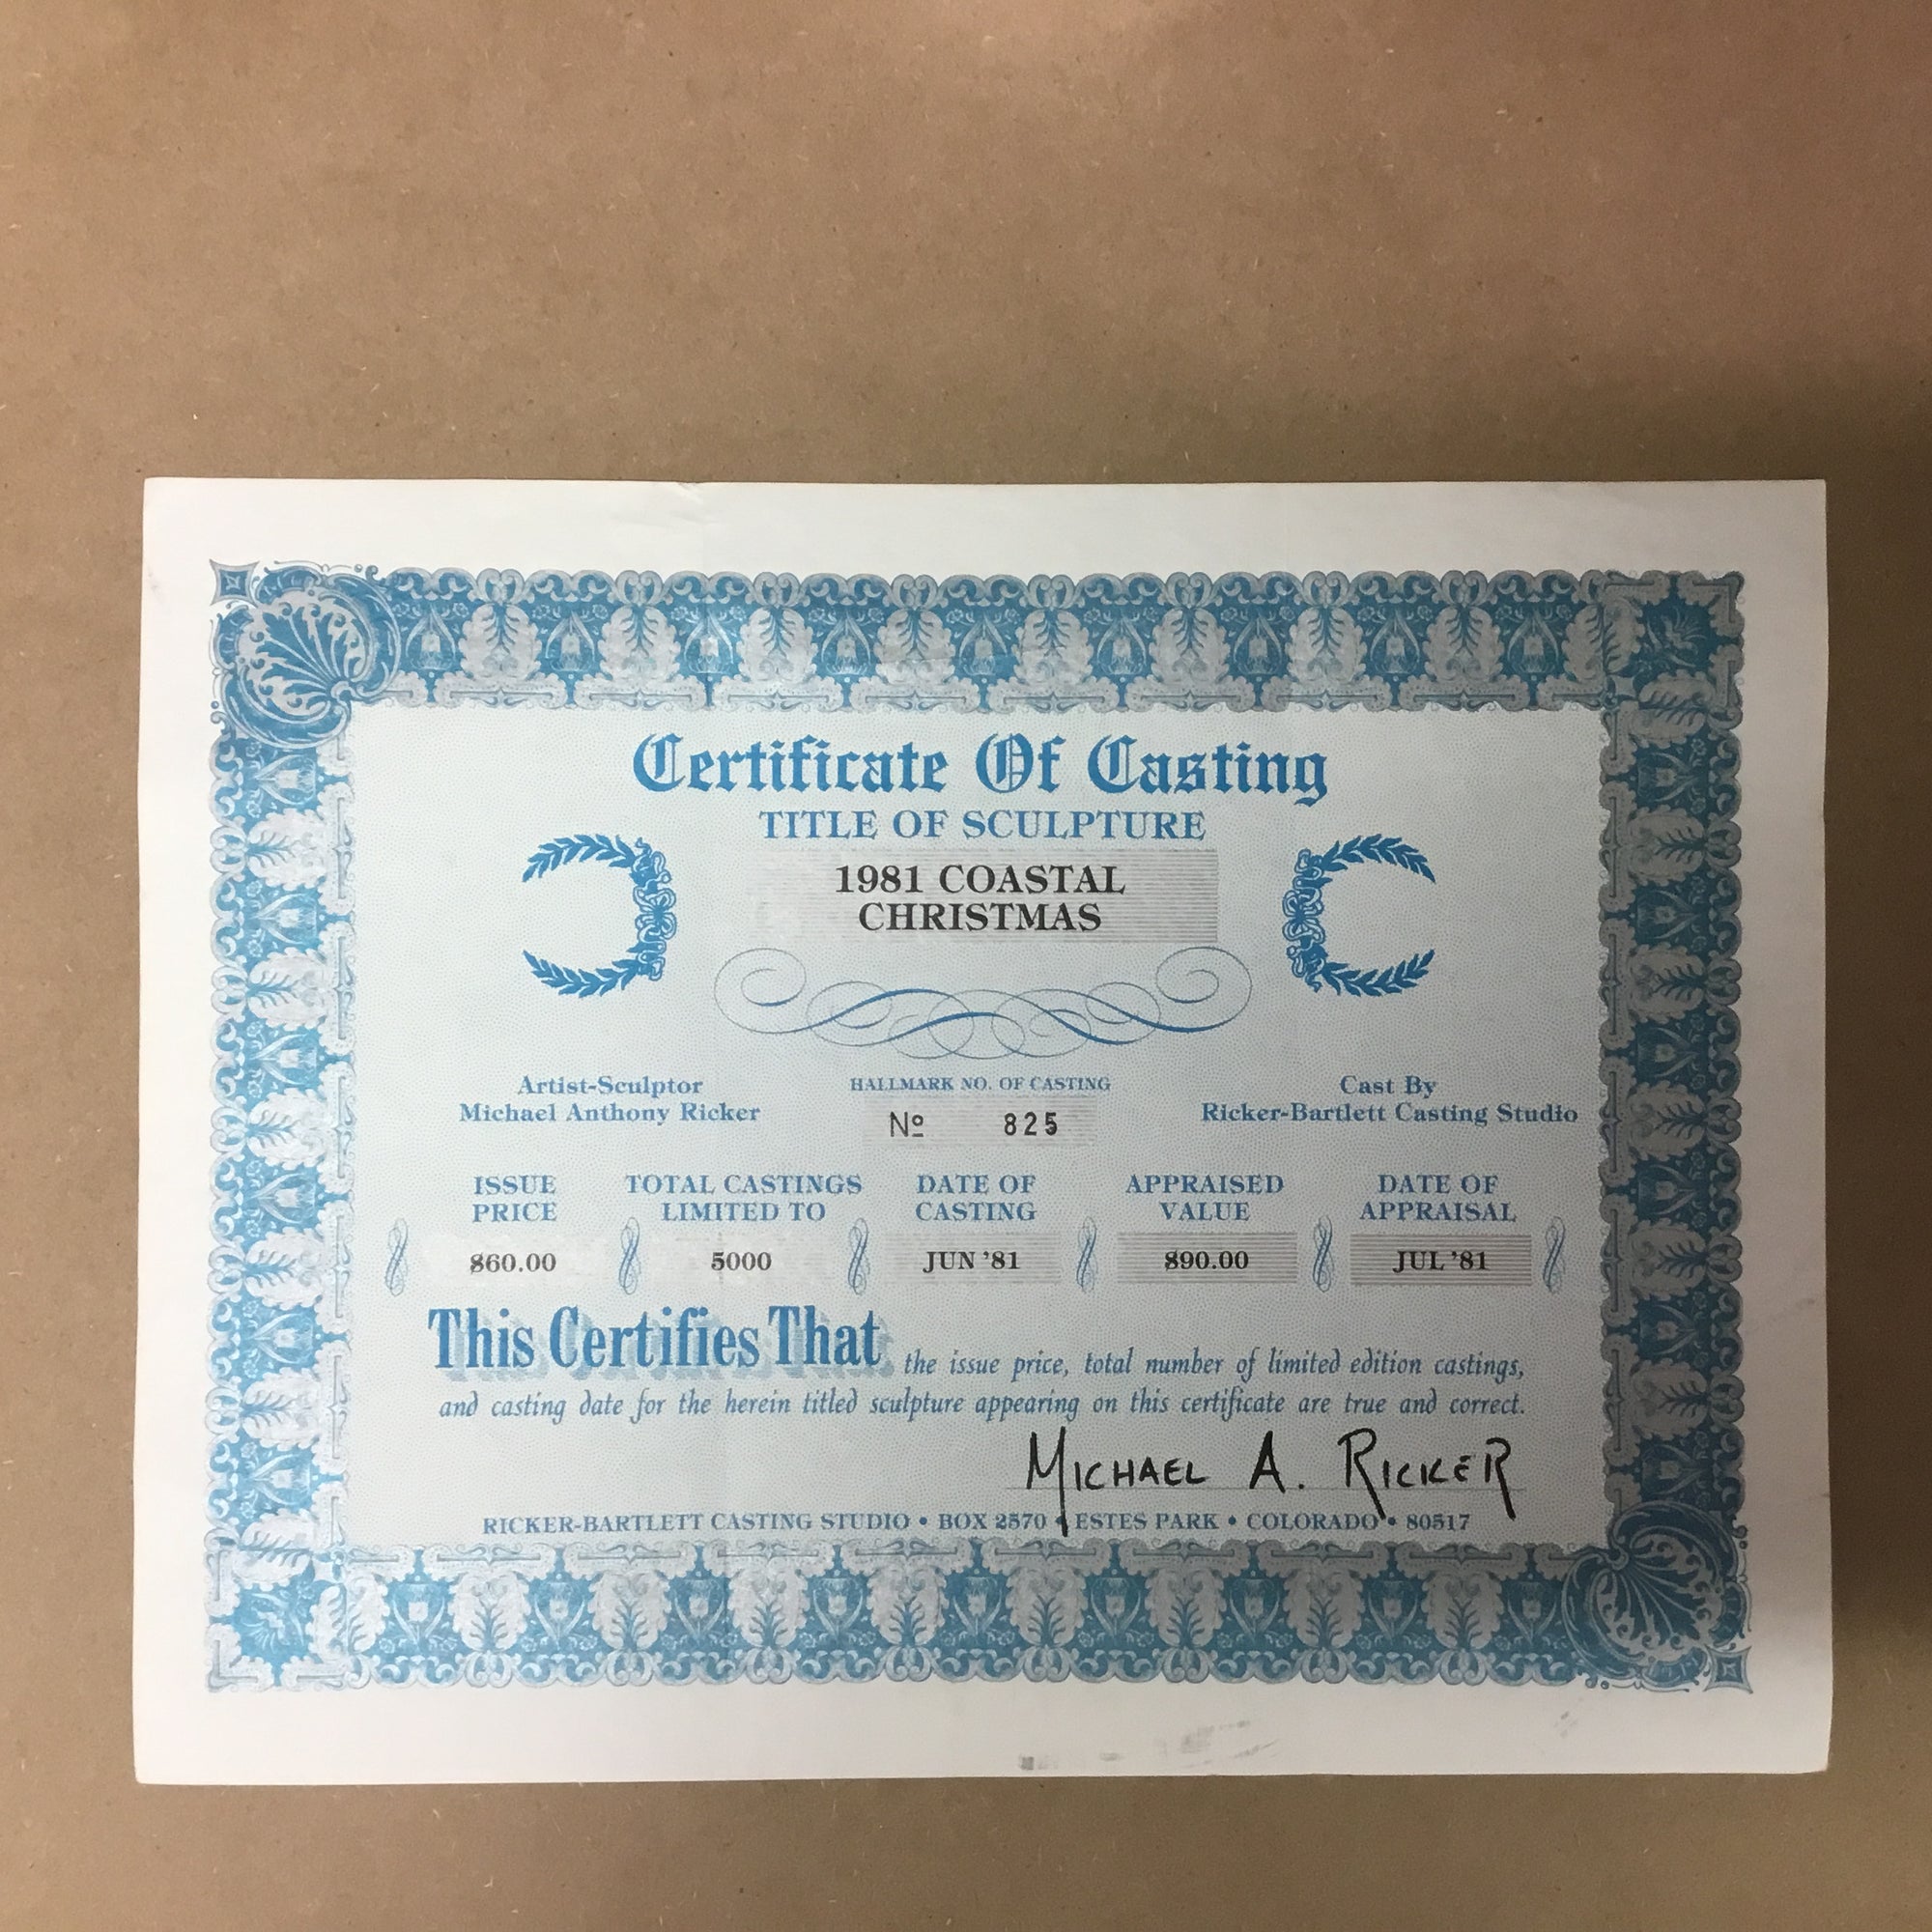 Certificate Of Casting
TITLE OF SCULPTURE
1981 COASTAL
CHRISTMAS
Artist-Sculptor
Michael Anthony Ricker
HALLMARK NO. OF CASTING
Nº 825
Cast By
Ricker-Bartlett Casting Studio
ISSUE
PRICE
$60.00
TOTAL CASTINGS
LIMITED TO
5000
DATE OF
CASTING
JUN '81
APPRAISED
VALUE
$90.00
DATE OF
APPRAISAL
JUL '81
This Certifies That the issue price, total number of limited edition castings,
and casting date for the herein titled sculpture appearing on this certificate are true and correct.
MICHAEL A. RICKER
RICKER-BARTLETT CASTING STUDIO • BOX 2570 • ESTES PARK • COLORADO • 80517